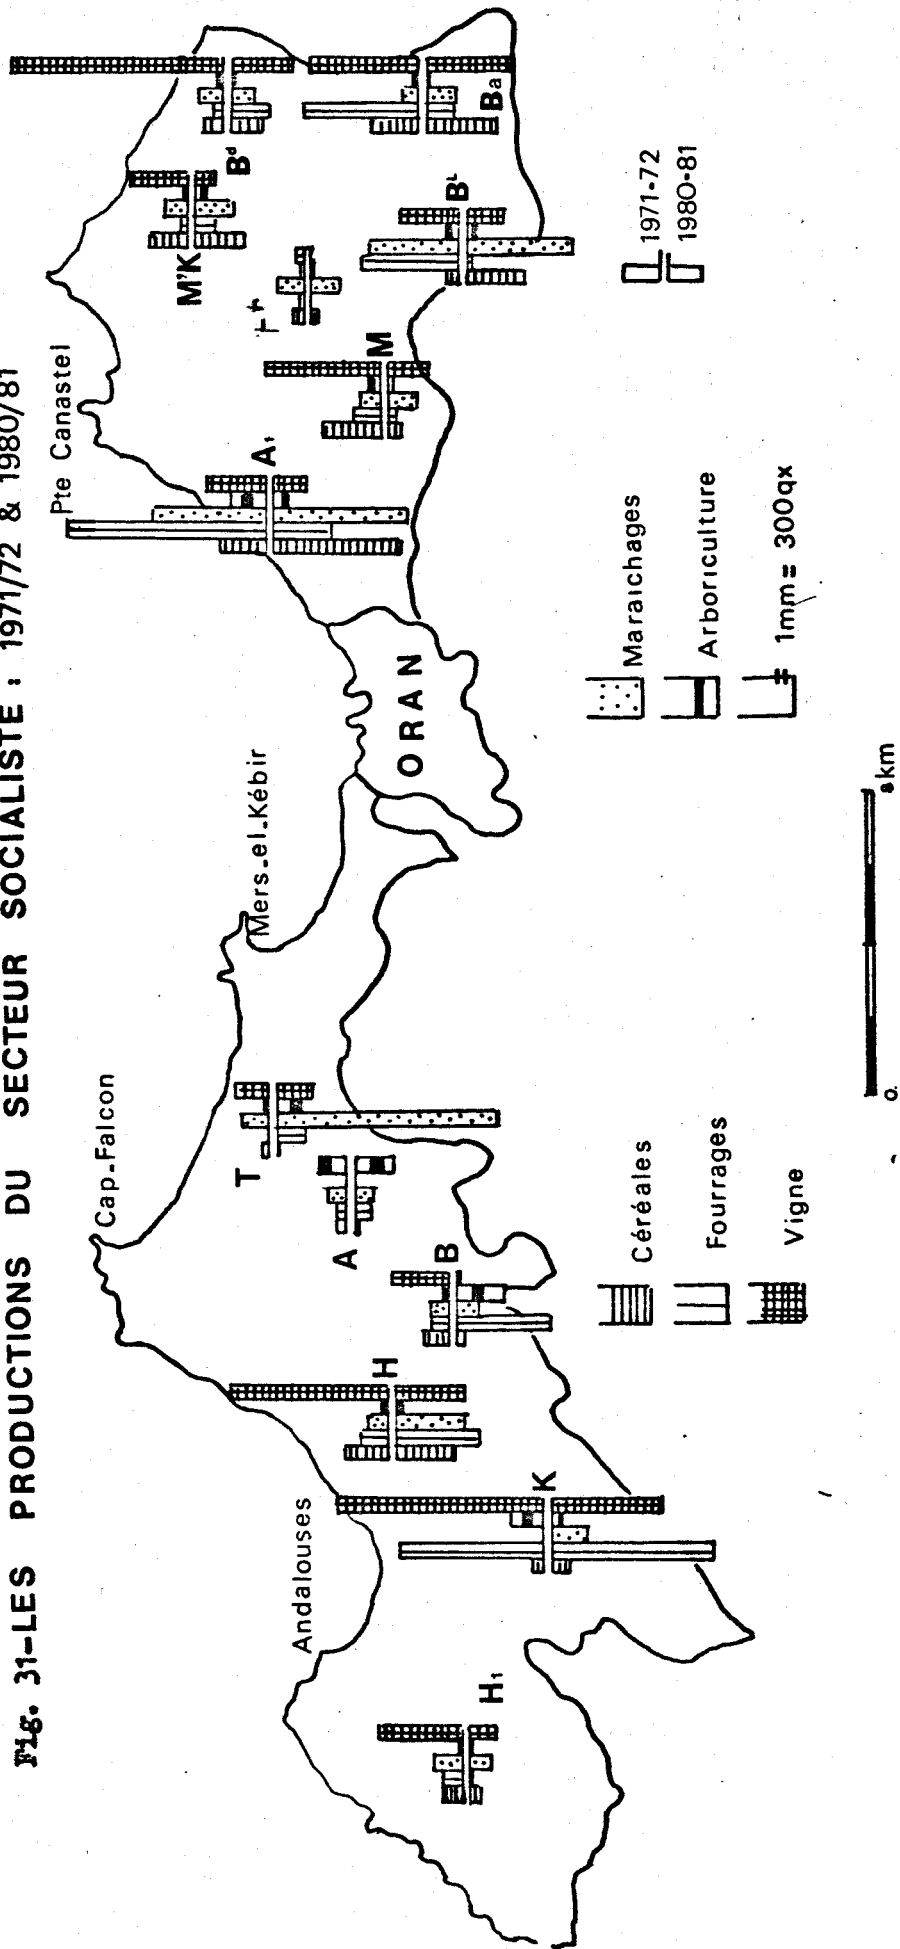 Fig. 31-LES PRODUCTIONS DU SECTEUR SOCIALISTE : 1971/72 & 1980/81
Cap-Falcon
Pte Canastel
Mers-el-Kébir
Andalouses
ORAN
H1
K
H
B
A
T
A1
M
M'K
Bd
BL
Ba
Céréales
Fourrages
Vigne
Maraichages
Arboriculture
1mm = 300qx
1971-72
1980-81
0.
8km